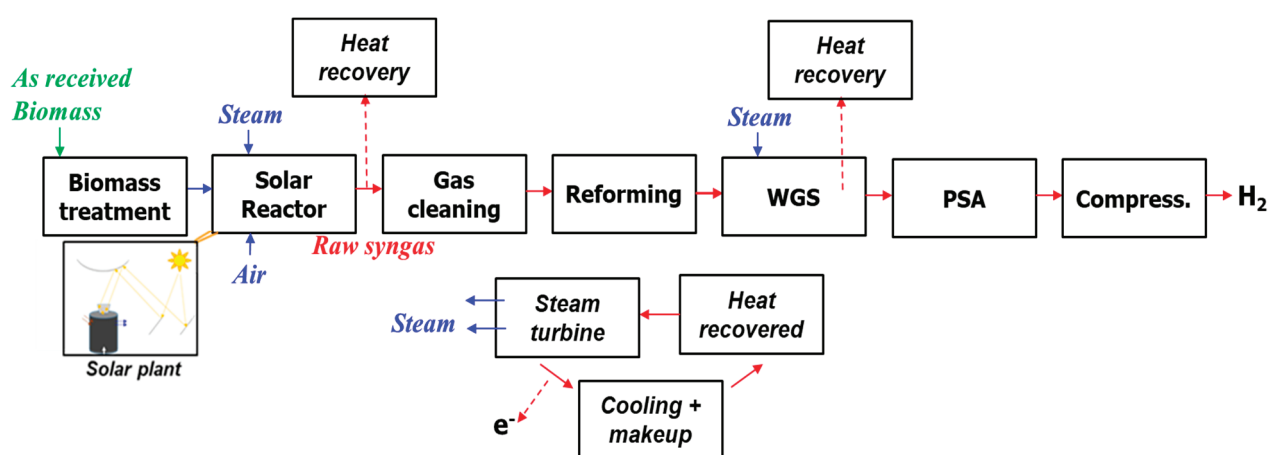 Heat
recovery
Heat
recovery
As received
Biomass
Steam
Steam
Biomass
treatment
Solar
Reactor
Gas
cleaning
Reforming
WGS
PSA
Compress.
H2
Raw syngas
Air
Solar plant
Steam
Steam
turbine
Heat
recovered
Cooling +
makeup
e-